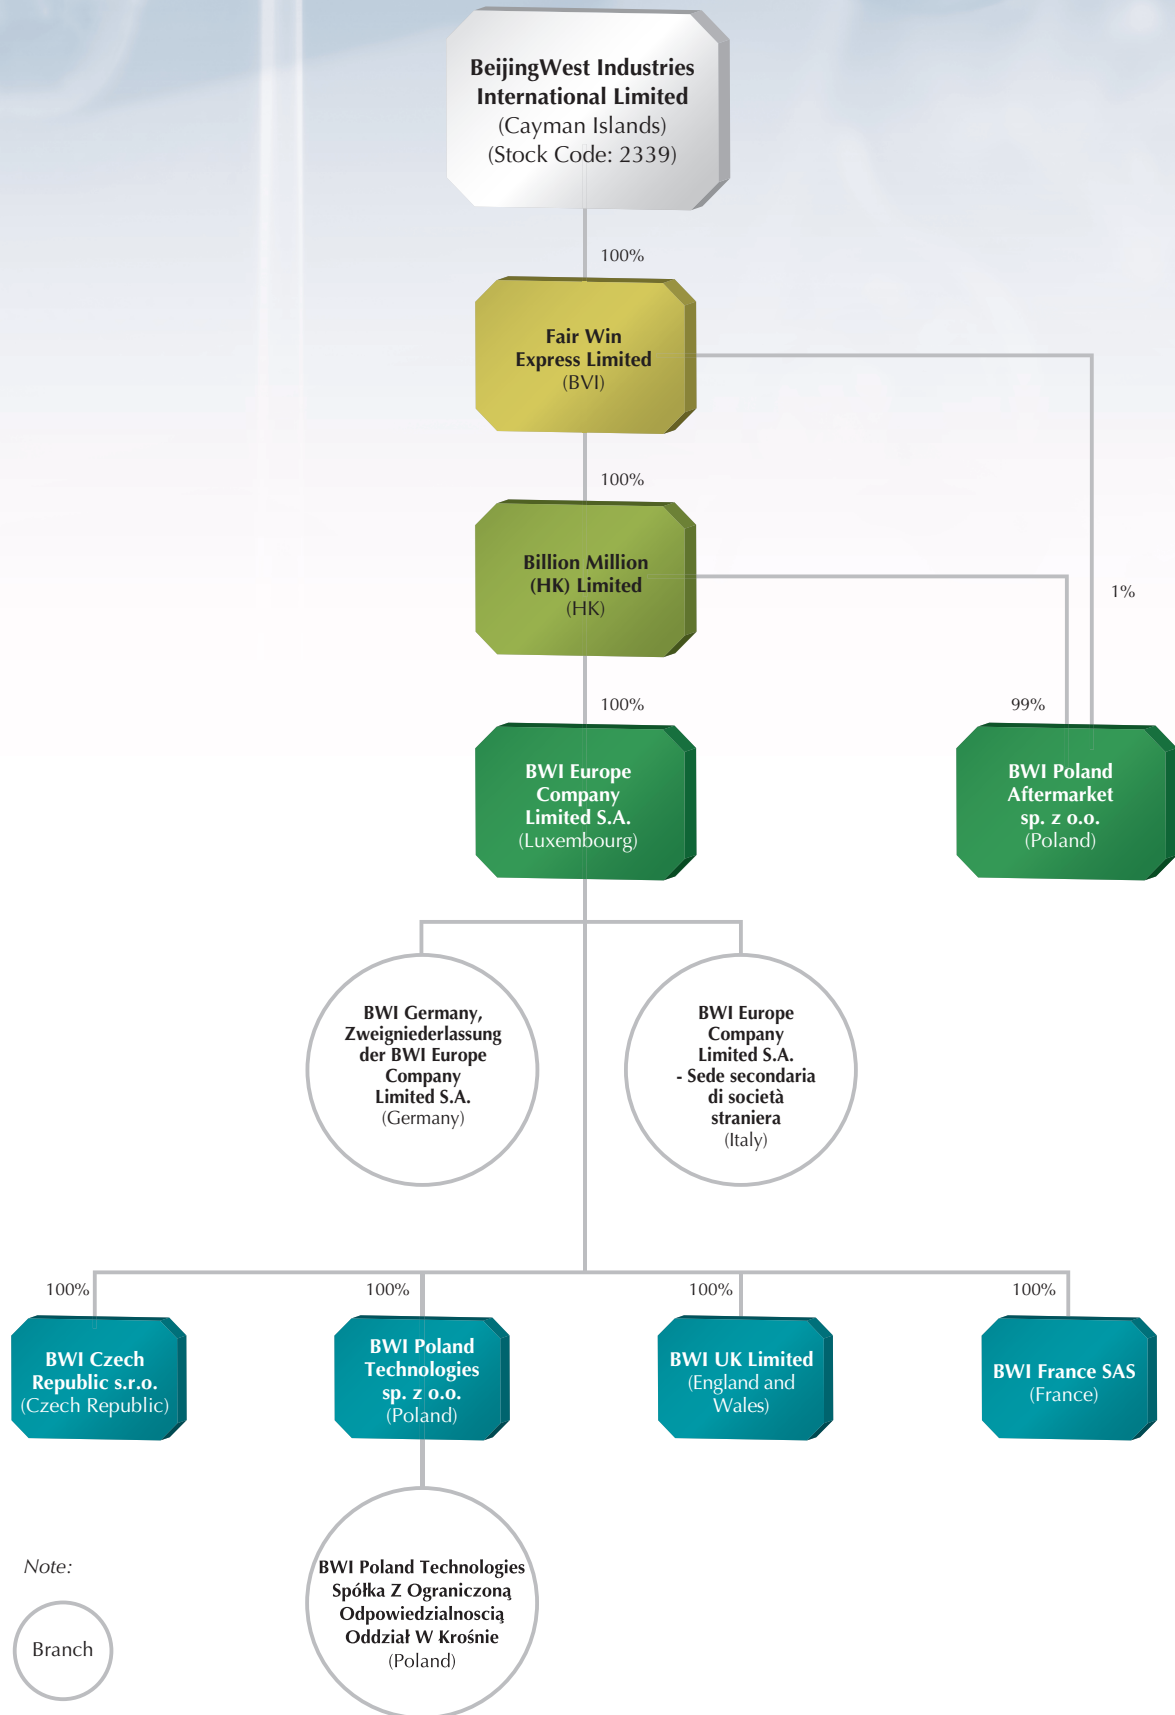 BeijingWest Industries
International Limited
(Cayman Islands)
(Stock Code: 2339)
100%
Fair Win
Express Limited
(BVI)
100%
Billion Million
(HK) Limited
(HK)
1%
100%
99%
BWI Europe
Company
Limited S.A.
(Luxembourg)
BWI Poland
Aftermarket
sp. z o.o.
(Poland)
BWI Germany,
Zweigniederlassung
der BWI Europe
Company
Limited S.A.
(Germany)
BWI Europe
Company
Limited S.A.
- Sede secondaria
di società
straniera
(Italy)
100%
100%
100%
100%
BWI Czech
Republic s.r.o.
(Czech Republic)
BWI Poland
Technologies
sp. z o.o.
(Poland)
BWI UK Limited
(England and
Wales)
BWI France SAS
(France)
BWI Poland Technologies
Spółka Z Ograniczoną
Odpowiedzialnoscią
Oddział W Krośnie
(Poland)
Note:
Branch